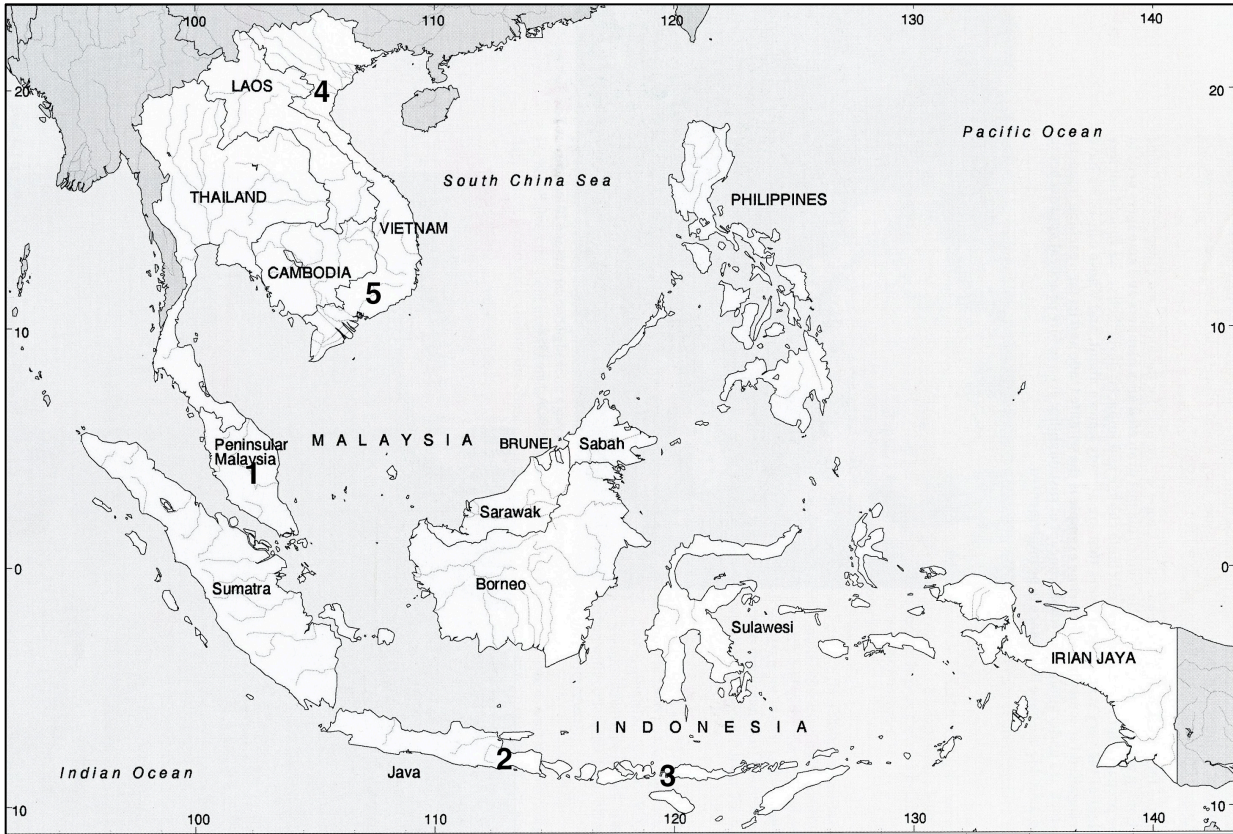 100 110 120 130 140
LAOS
4
20
20
Pacific Ocean
South China Sea
THAILAND
PHILIPPINES
VIETNAM
CAMBODIA
5
10
10
Peninsular
Malaysia
1
MALAYSIA
BRUNEI
Sabah
Sarawak
0
0
Sumatra
Borneo
Sulawesi
IRIAN JAYA
INDONESIA
Indian Ocean
Java
2
3
10
10
100 110 120 130 140